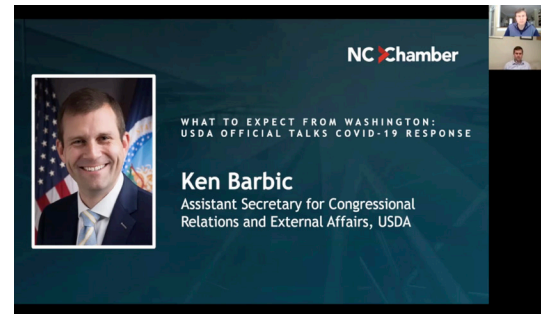 NC Chamber
WHAT TO EXPECT FROM WASHINGTON:
USDA OFFICIAL TALKS COVID-19 RESPONSE
Ken Barbic
Assistant Secretary for Congressional
Relations and External Affairs, USDA